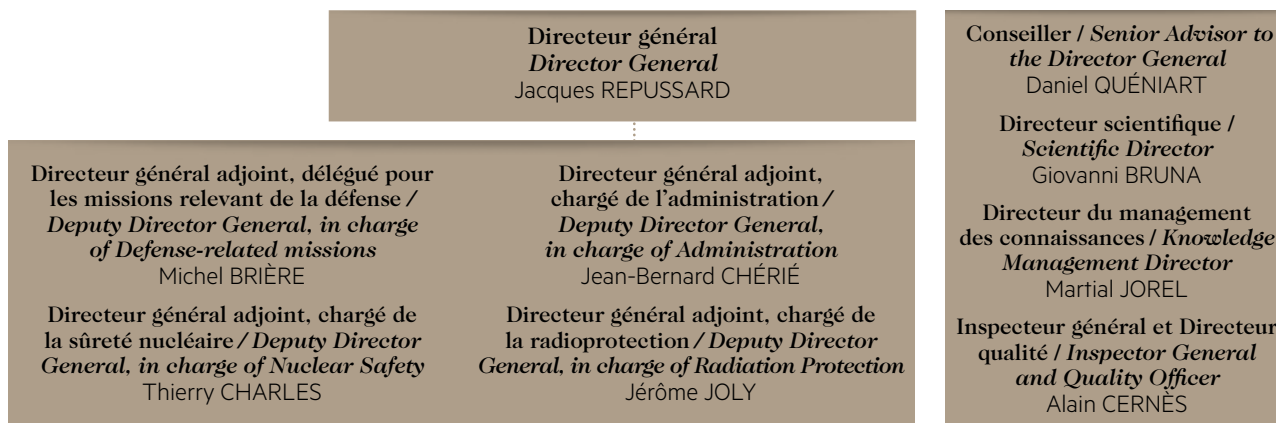 Directeur général
Director General
Jacques REPUSSARD
Directeur général adjoint, délégué pour
les missions relevant de la défense /
Deputy Director General, in charge
of Defense-related missions
Michel BRIÈRE
Directeur général adjoint, chargé de
la sûreté nucléaire / Deputy Director
General, in charge of Nuclear Safety
Thierry CHARLES
Directeur général adjoint,
chargé de l’administration /
Deputy Director General,
in charge of Administration
Jean-Bernard CHÉRIÉ
Directeur général adjoint, chargé de
la radioprotection / Deputy Director
General, in charge of Radiation Protection
Jérôme JOLY
Conseiller / Senior Advisor to
the Director General
Daniel QUÉNIART
Directeur scientifique /
Scientific Director
Giovanni BRUNA
Directeur du management
des connaissances / Knowledge
Management Director
Martial JOREL
Inspecteur général et Directeur
qualité / Inspector General
and Quality Officer
Alain CERNÈS